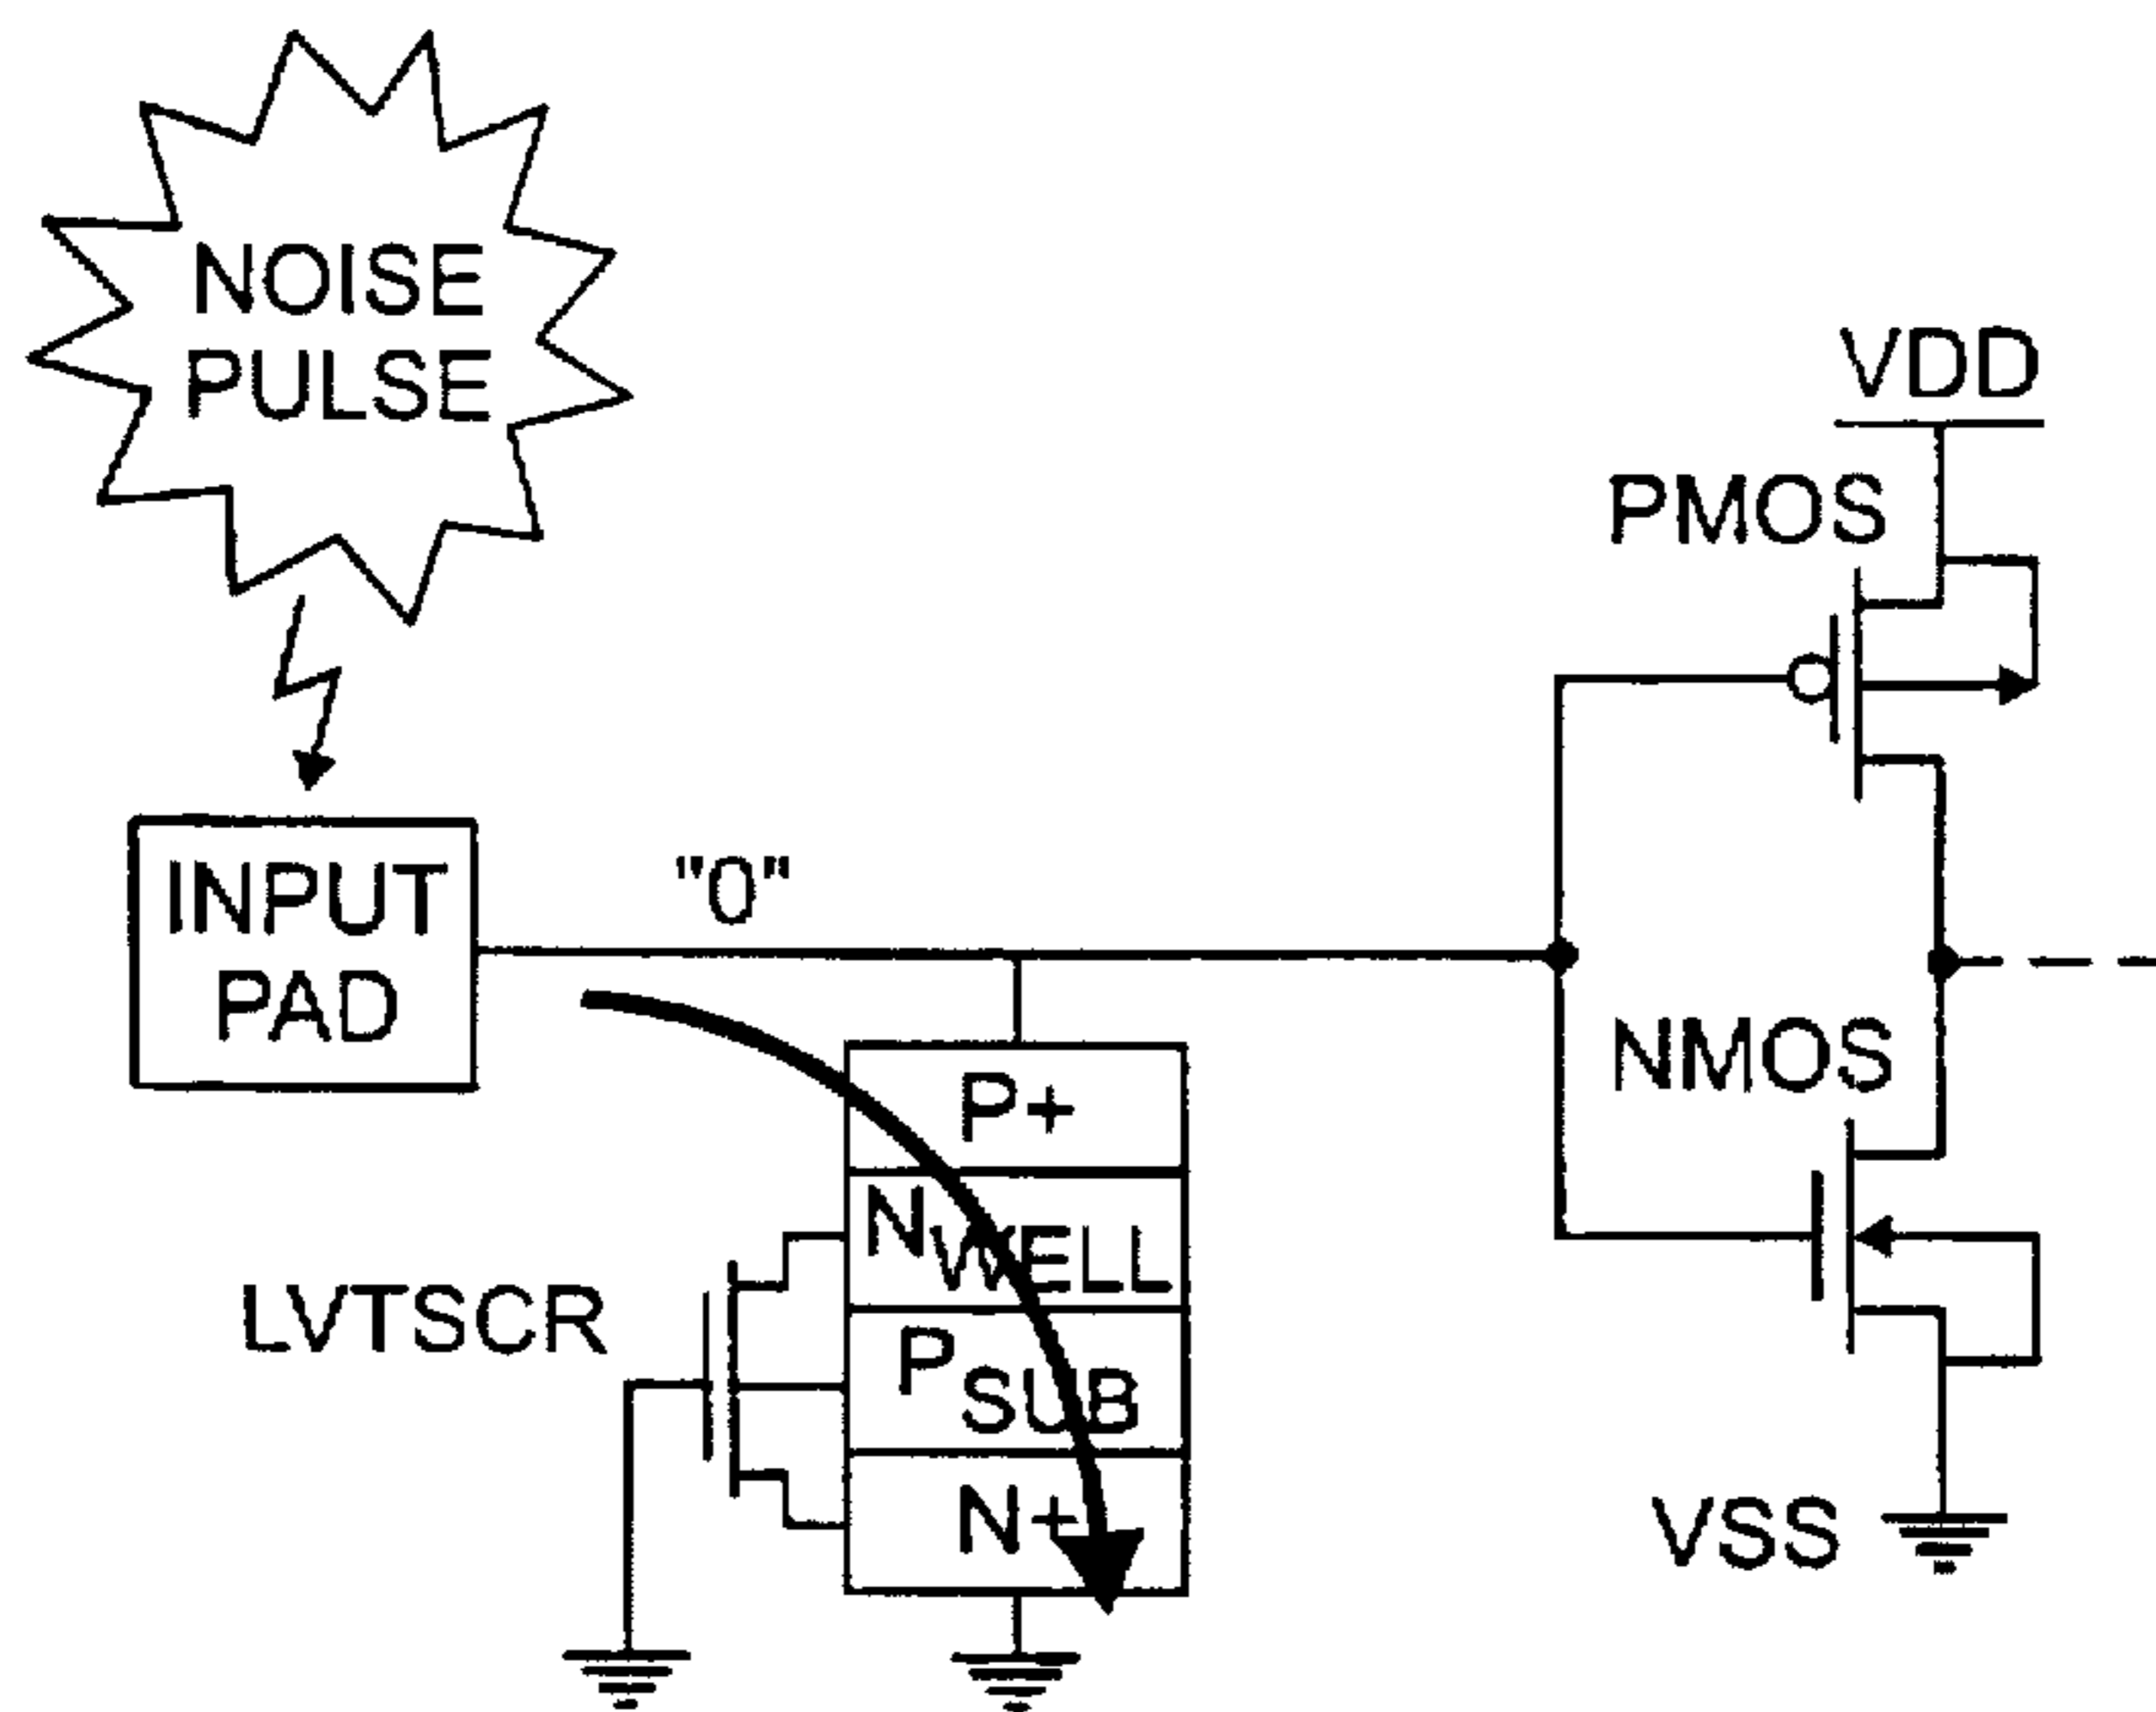 NOISE
PULSE
VDD
PMOS
INPUT
PAD
"0"
P+
NMOS
NWELL
LVTSCR
PSUB
N+
VSS